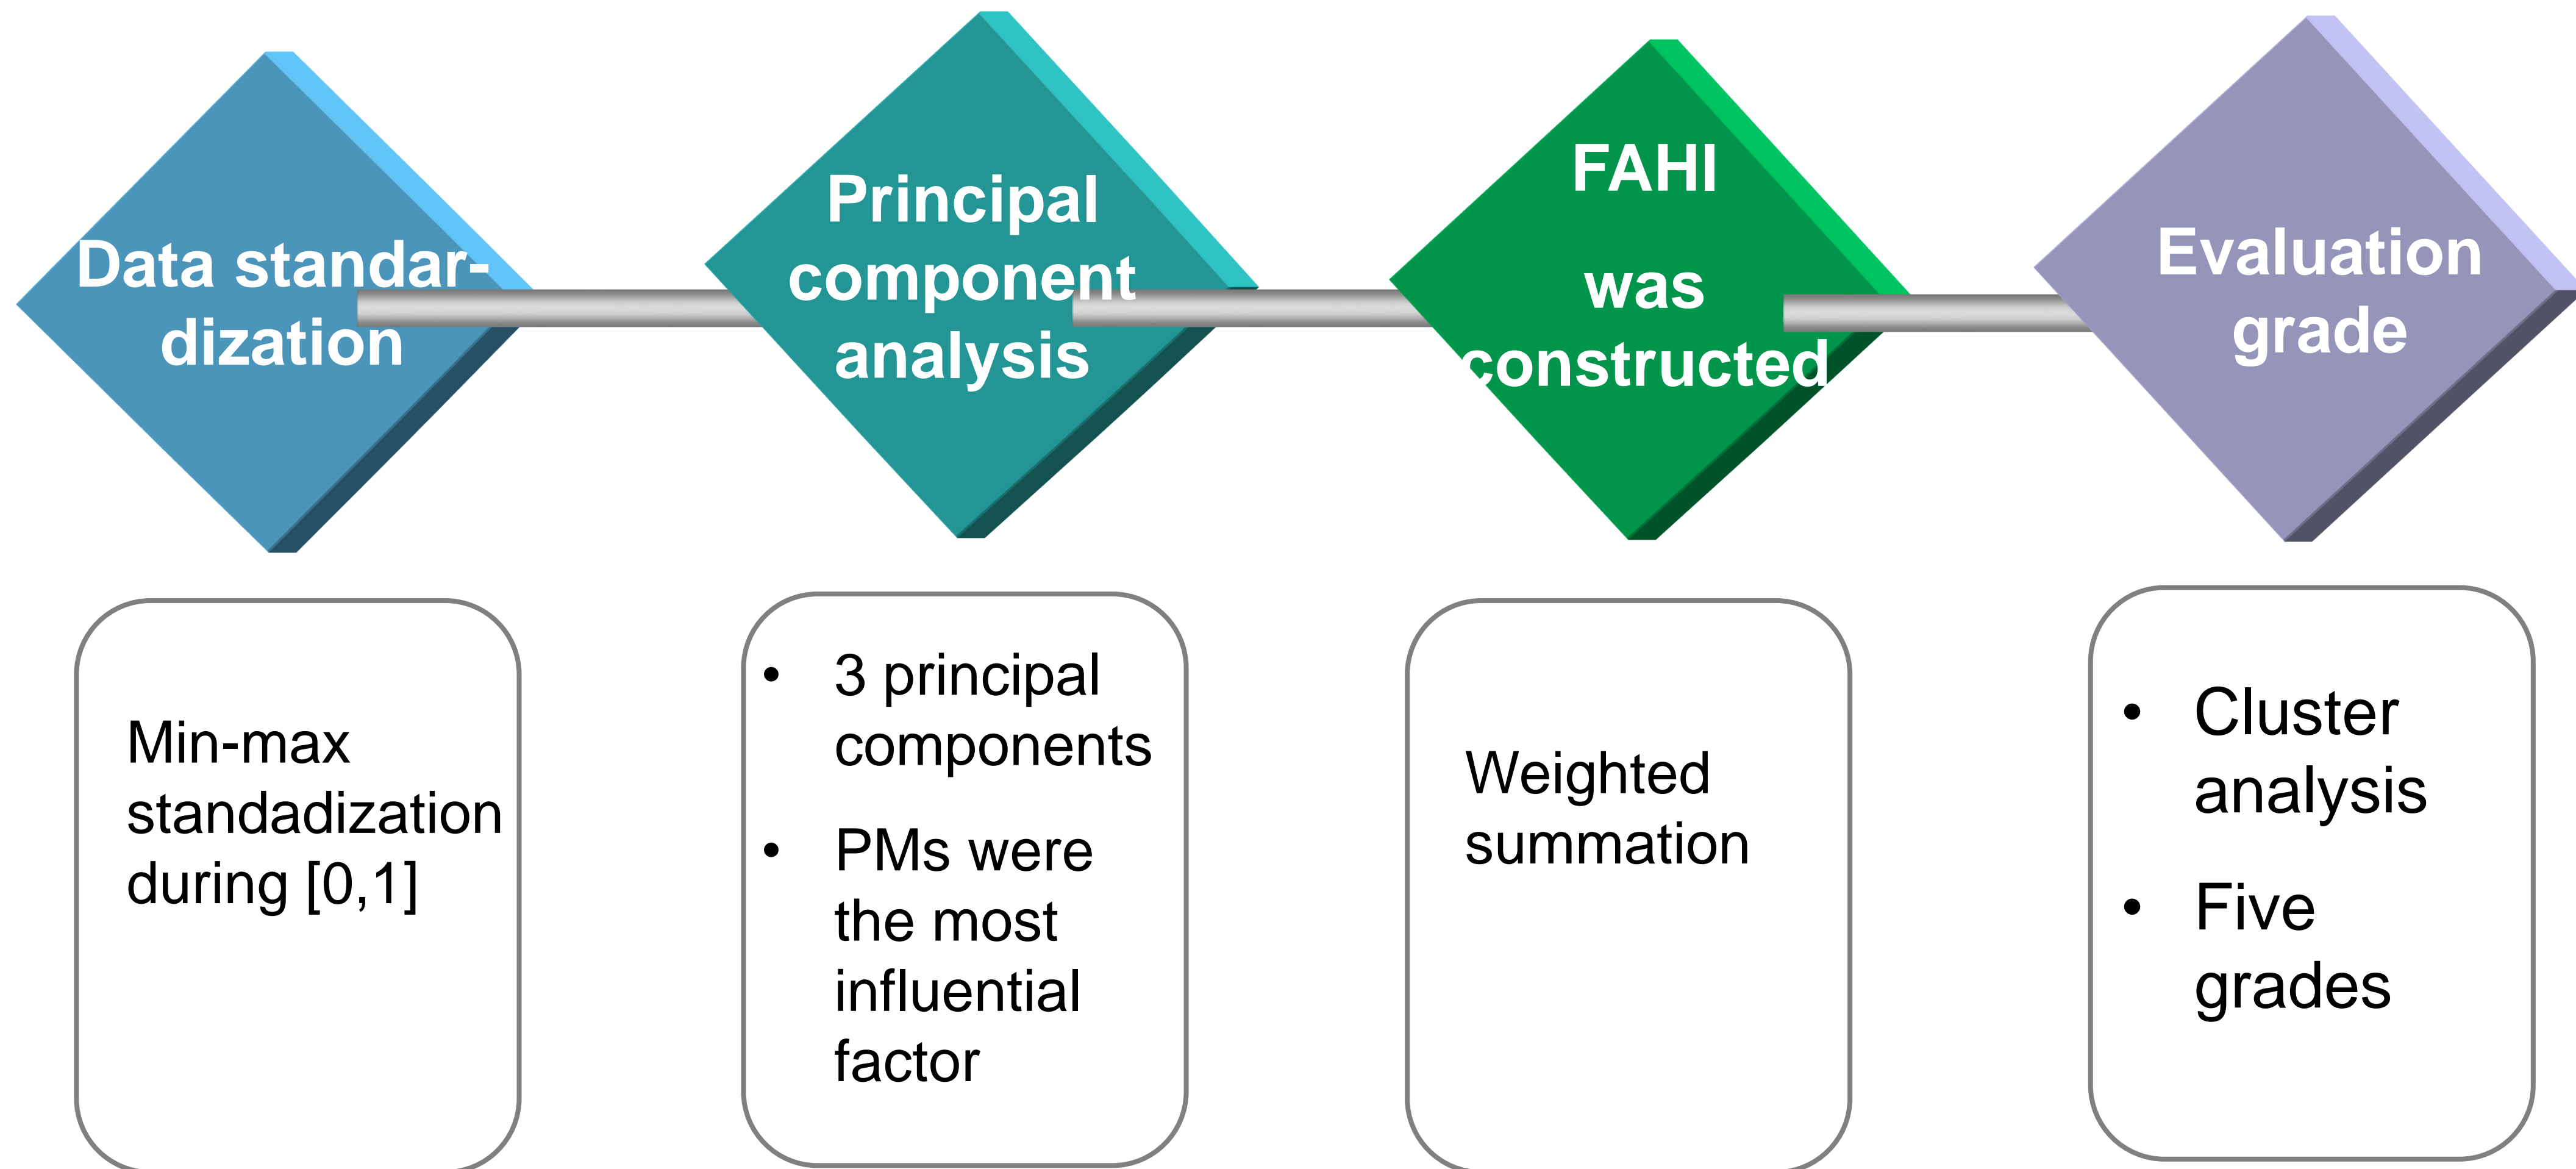 Data standar-
dization
Principal
component
analysis
FAHI
was
constructed
Evaluation
grade
Min-max
standadization
during [0,1]
• 3 principal
components
• PMs were
the most
influential
factor
Weighted
summation
• Cluster
analysis
• Five
grades